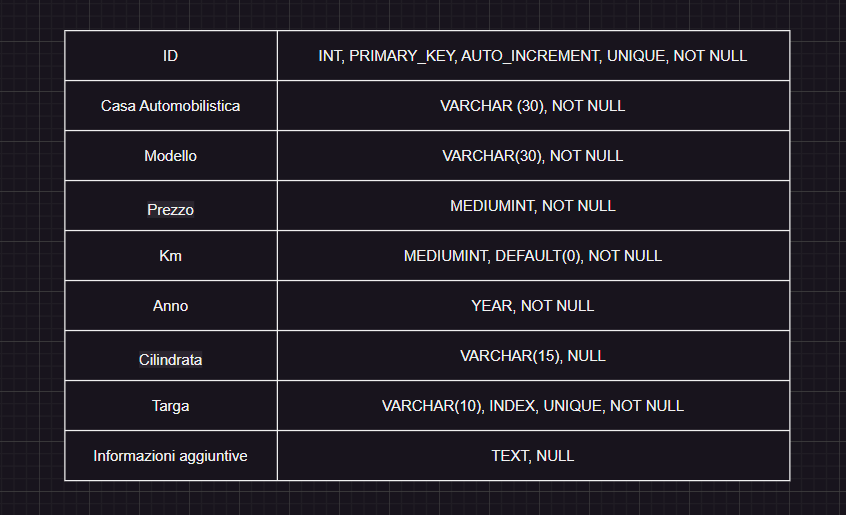 ID INT, PRIMARY_KEY, AUTO_INCREMENT, UNIQUE, NOT NULL
Casa Automobilistica VARCHAR (30), NOT NULL
Modello VARCHAR(30), NOT NULL
Prezzo MEDIUMINT, NOT NULL
Km MEDIUMINT, DEFAULT(0), NOT NULL
Anno YEAR, NOT NULL
Cilindrata VARCHAR(15), NULL
Targa VARCHAR(10), INDEX, UNIQUE, NOT NULL
Informazioni aggiuntive TEXT, NULL